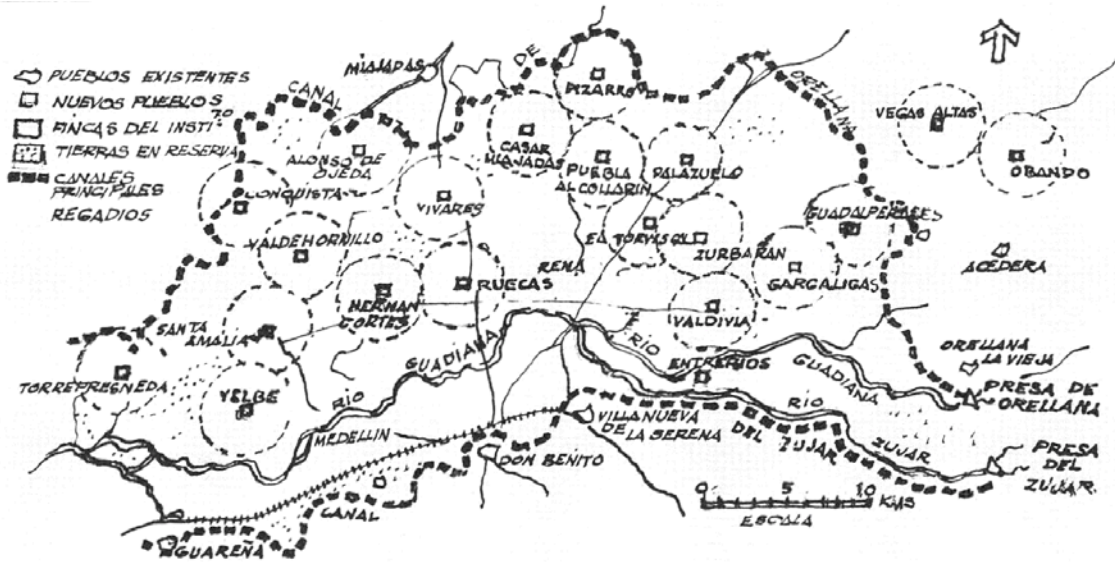 PUEBLOS EXISTENTES
NUEVOS PUEBLOS
FINCAS DEL INSTI-TO
TIERRAS EN RESERVA
CANALES
PRINCIPALES
REGADIOS
MIAJADAS
CANAL
DE
ORELLANA
PIZARRO
VEGAS ALTAS
OBANDO
ALONSO DE
OJEDA
CASAR
MIAJADAS
PUEBLA
ALCOLLARIN
PALAZUELO
CONQUISTA
VIVARES
GUADALPERALES
VALDEHORNILLO
EL TORVISCAL
ZURBARAN
ACEDERA
RENA
GARGALIGAS
RUECAS
HERNAN
CORTES
VALDIVIA
SANTA
AMALIA
RIO
GUADIANA
ENTRERRIOS
RIO
GUADIANA
ORELLANA
LA VIEJA
PRESA DE
ORELLANA
TORREFRESNEDA
YELBE
RIO
ZUJAR
MEDELLIN
VILLANUEVA
DE LA SERENA
DEL
ZUJAR
DON BENITO
PRESA
DEL
ZUJAR
CANAL
0 5 10 KMS
ESCALA
GUAREÑA